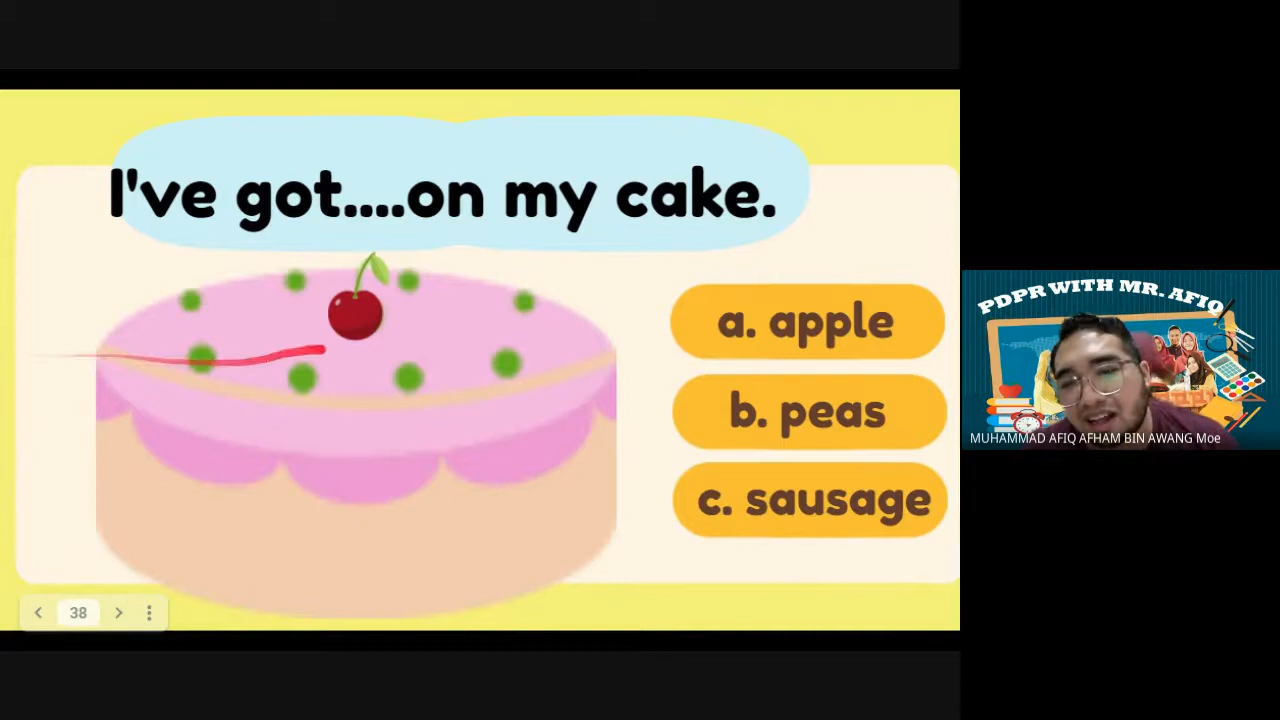 I've got....on my cake.
a. apple
b. peas
c. sausage
38
PDPR WITH MR. AFIQ
MUHAMMAD AFIQ AFHAM BIN AWANG Moe